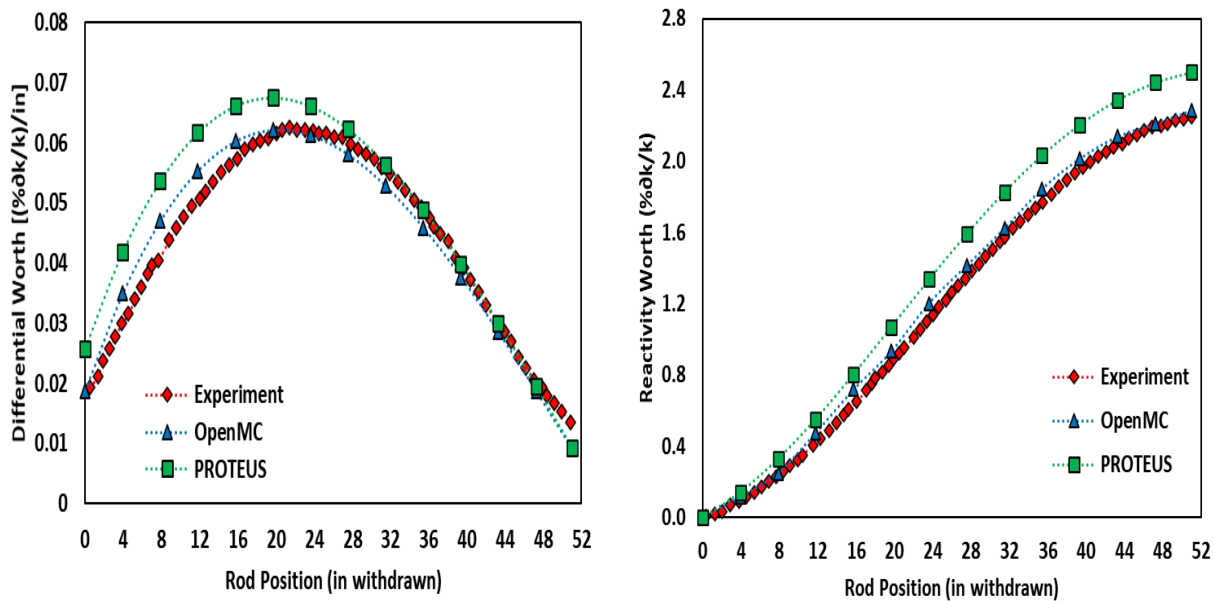 Differential Worth [(%∂k/k)/in]
0.08
0.07
0.06
0.05
0.04
0.03
0.02
0.01
0
Experiment
OpenMC
PROTEUS
0 4 8 12 16 20 24 28 32 36 40 44 48 52
Rod Position (in withdrawn)
Reactivity Worth (%∂k/k)
2.8
2.4
2.0
1.6
1.2
0.8
0.4
0.0
Experiment
OpenMC
PROTEUS
0 4 8 12 16 20 24 28 32 36 40 44 48 52
Rod Position (in withdrawn)